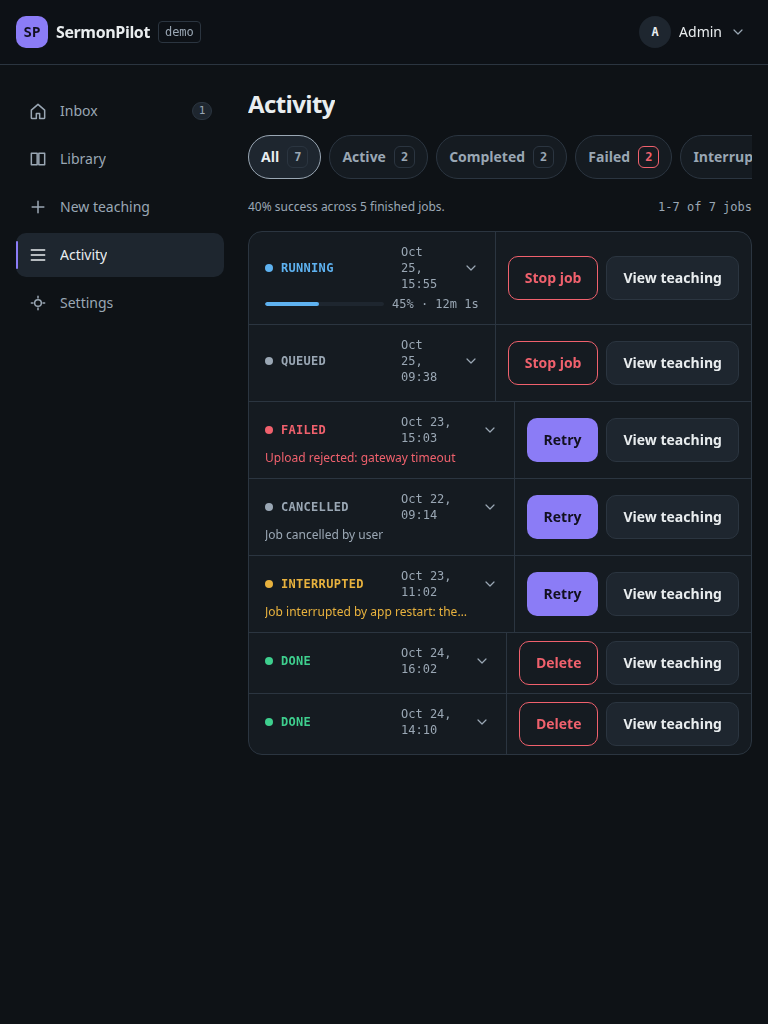 SP SermonPilot demo
A Admin
Inbox 1
Library
New teaching
Activity
Settings
Activity
All 7 Active 2 Completed 2 Failed 2 Interrup
40% success across 5 finished jobs. 1-7 of 7 jobs
RUNNING Oct 25, 15:55
45% · 12m 1s
Stop job View teaching
QUEUED Oct 25, 09:38
Stop job View teaching
FAILED Oct 23, 15:03
Upload rejected: gateway timeout
Retry View teaching
CANCELLED Oct 22, 09:14
Job cancelled by user
Retry View teaching
INTERRUPTED Oct 23, 11:02
Job interrupted by app restart: the…
Retry View teaching
DONE Oct 24, 16:02
Delete View teaching
DONE Oct 24, 14:10
Delete View teaching